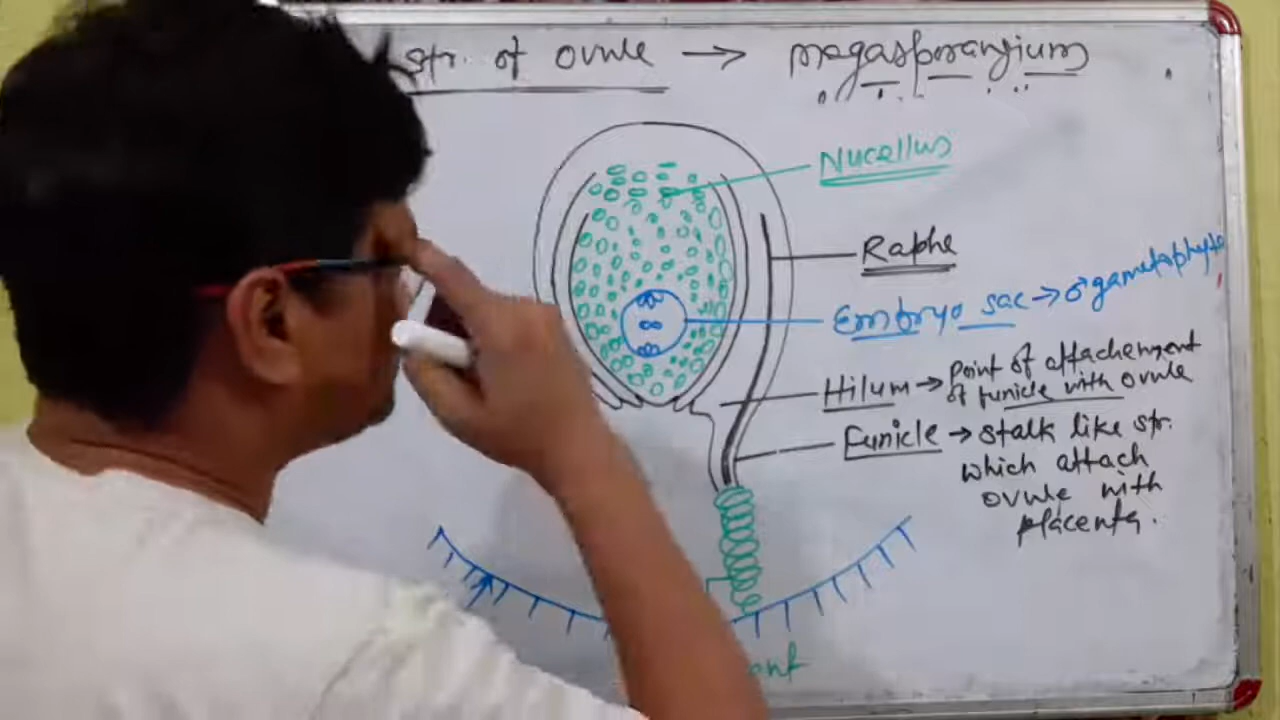 str. of ovule → megasporangium
Nucellus
Raphe
Embryo sac → ♂gametophyte
Hilum → Point of attachement
of funicle with ovule
Funicle → stalk like str.
which attach
ovule with
placenta.